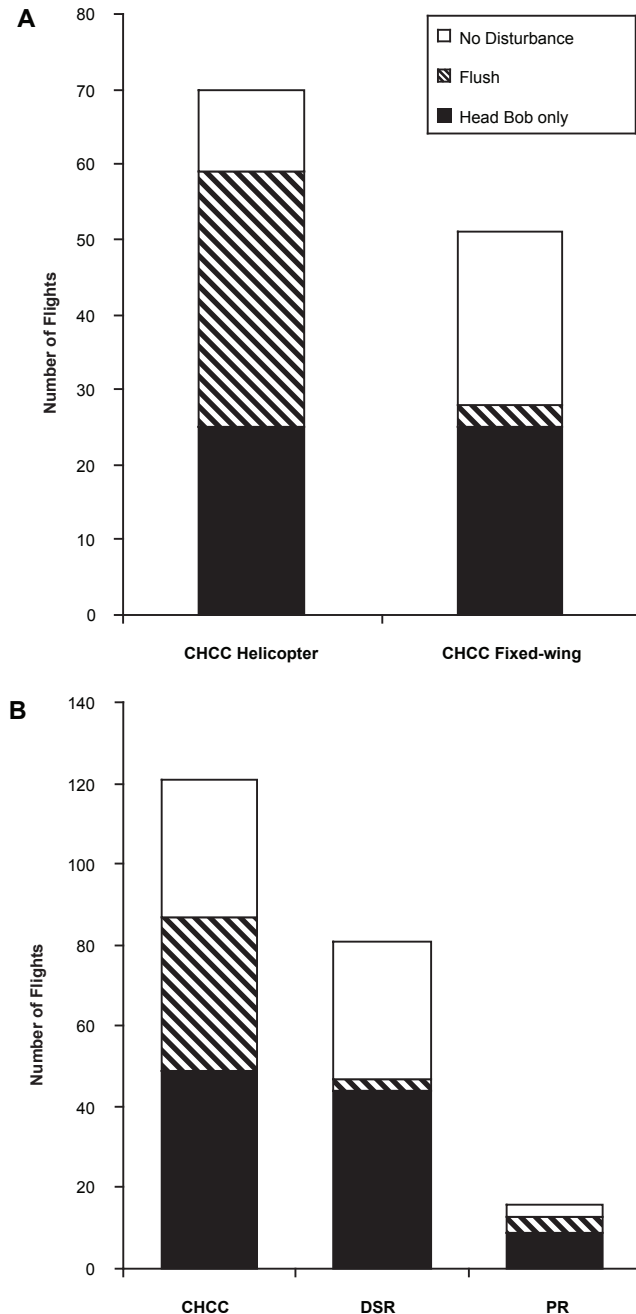 A
80
70
60
50
40
30
20
10
0
Number of Flights
No Disturbance
Flush
Head Bob only
CHCC Helicopter
CHCC Fixed-wing
B
140
120
100
80
60
40
20
0
Number of Flights
CHCC
DSR
PR